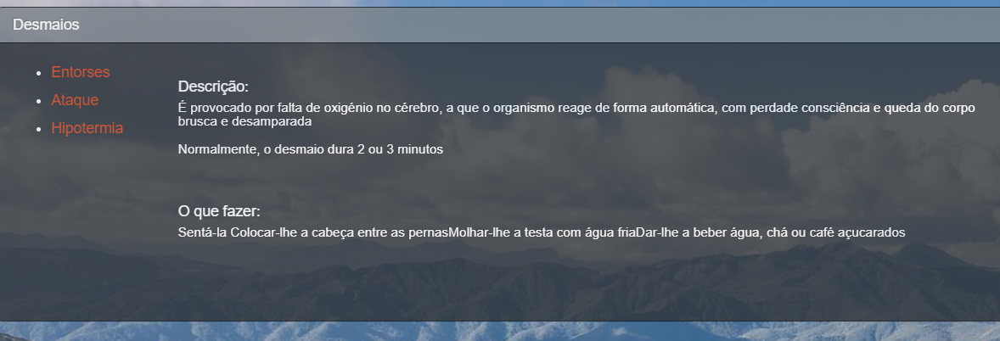 Desmaios
Entorses
Ataque
Hipotermia
Descrição:
É provocado por falta de oxigénio no cérebro, a que o organismo reage de forma automática, com perdade consciência e queda do corpo
brusca e desamparada
Normalmente, o desmaio dura 2 ou 3 minutos
O que fazer:
Sentá-la Colocar-lhe a cabeça entre as pernasMolhar-lhe a testa com água friaDar-lhe a beber água, chá ou café açucarados